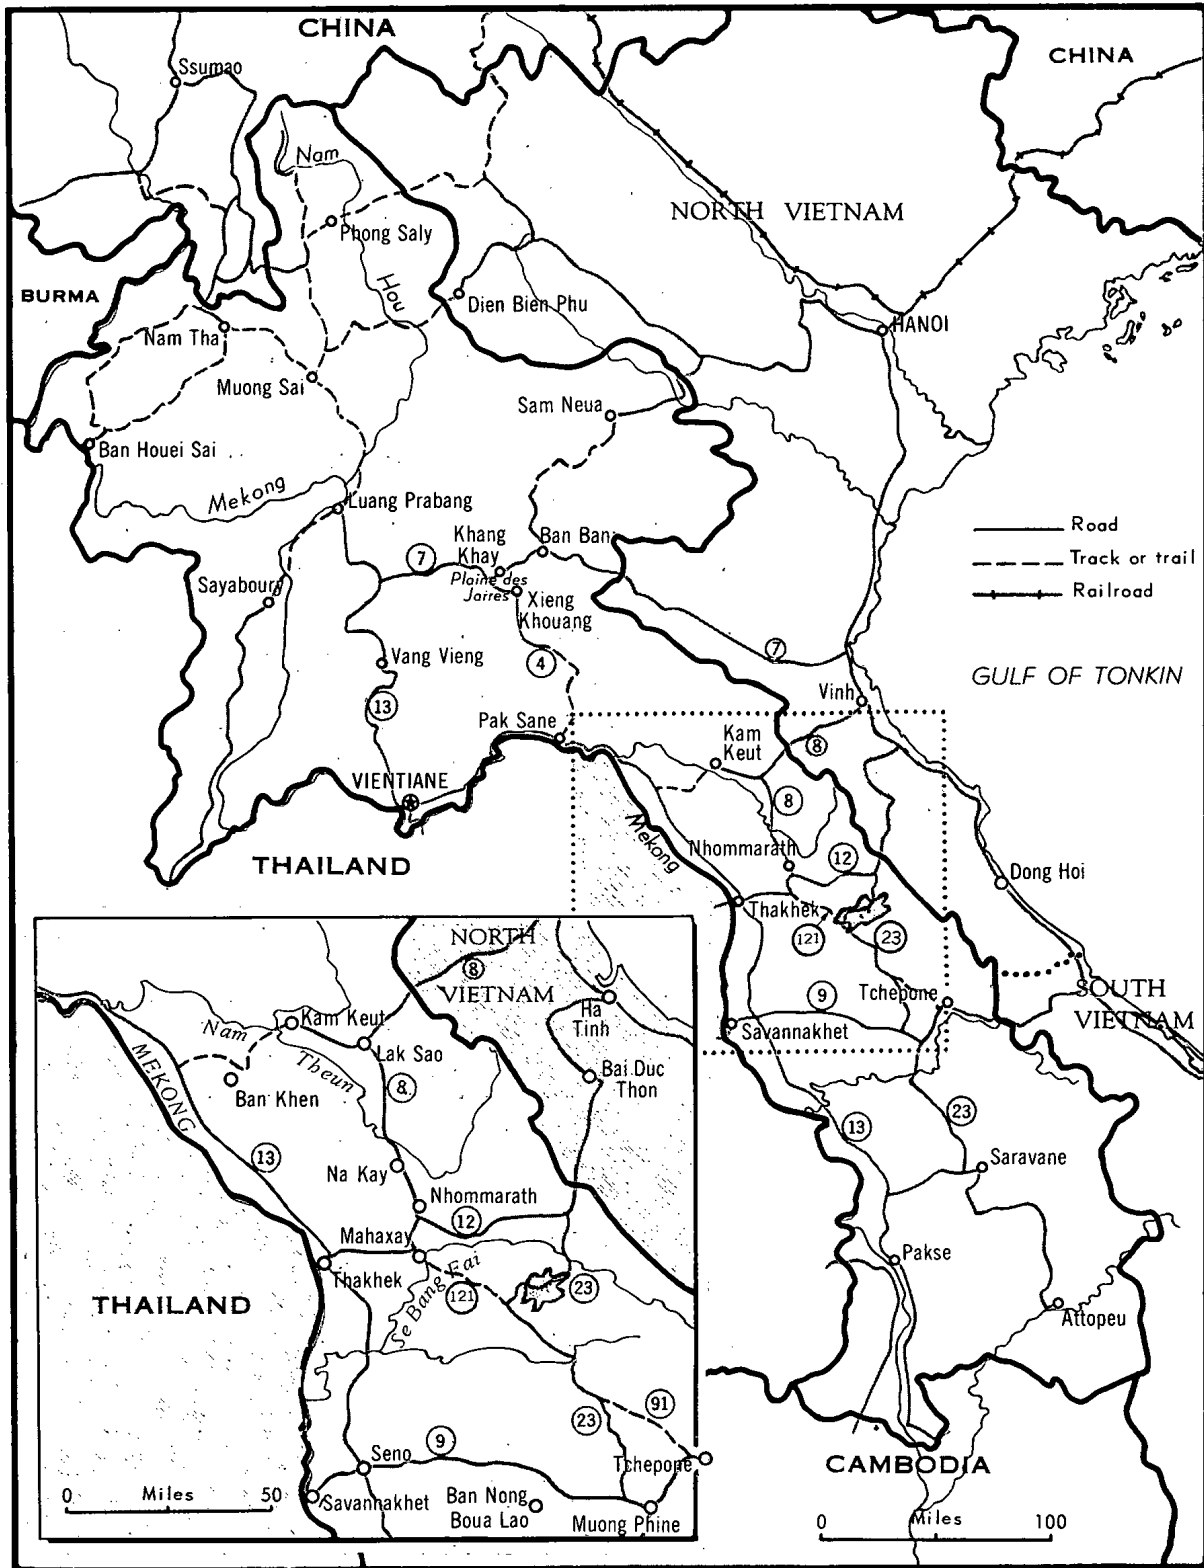 CHINA
Ssumao
CHINA
Nam
NORTH VIETNAM
Phong Saly
Hou
BURMA
Dien Bien Phu
HANOI
Nam Tha
Muong Sai
Sam Neua
Ban Houei Sai
Mekong
Luang Prabang
Khang
Khay
Ban Ban
Road
Track or trail
Railroad
7
Plaine des
Jarres
Sayaboury
Xieng
Khouang
Vang Vieng
4
7
GULF OF TONKIN
13
Vinh
Pak Sane
Kam
Keut
8
VIENTIANE
8
Mekong
THAILAND
Nhommarath
12
Dong Hoi
Thakhek
121
23
9
Tchepone
SOUTH
VIETNAM
Savannakhet
13
23
Saravane
Pakse
Attopeu
CAMBODIA
0 Miles 100
NORTH
VIETNAM
8
Nam
Kam Keut
Ha
Tinh
Lak Sao
MEKONG
Theun
Ban Khen
8
Bai Duc
Thon
13
Na Kay
Nhommarath
12
Mahaxay
Thakhek
Se Bang Fai
121
23
THAILAND
91
23
9
Seno
Tchepone
0 Miles 50
Savannakhet
Ban Nong
Boua Lao
Muong Phine